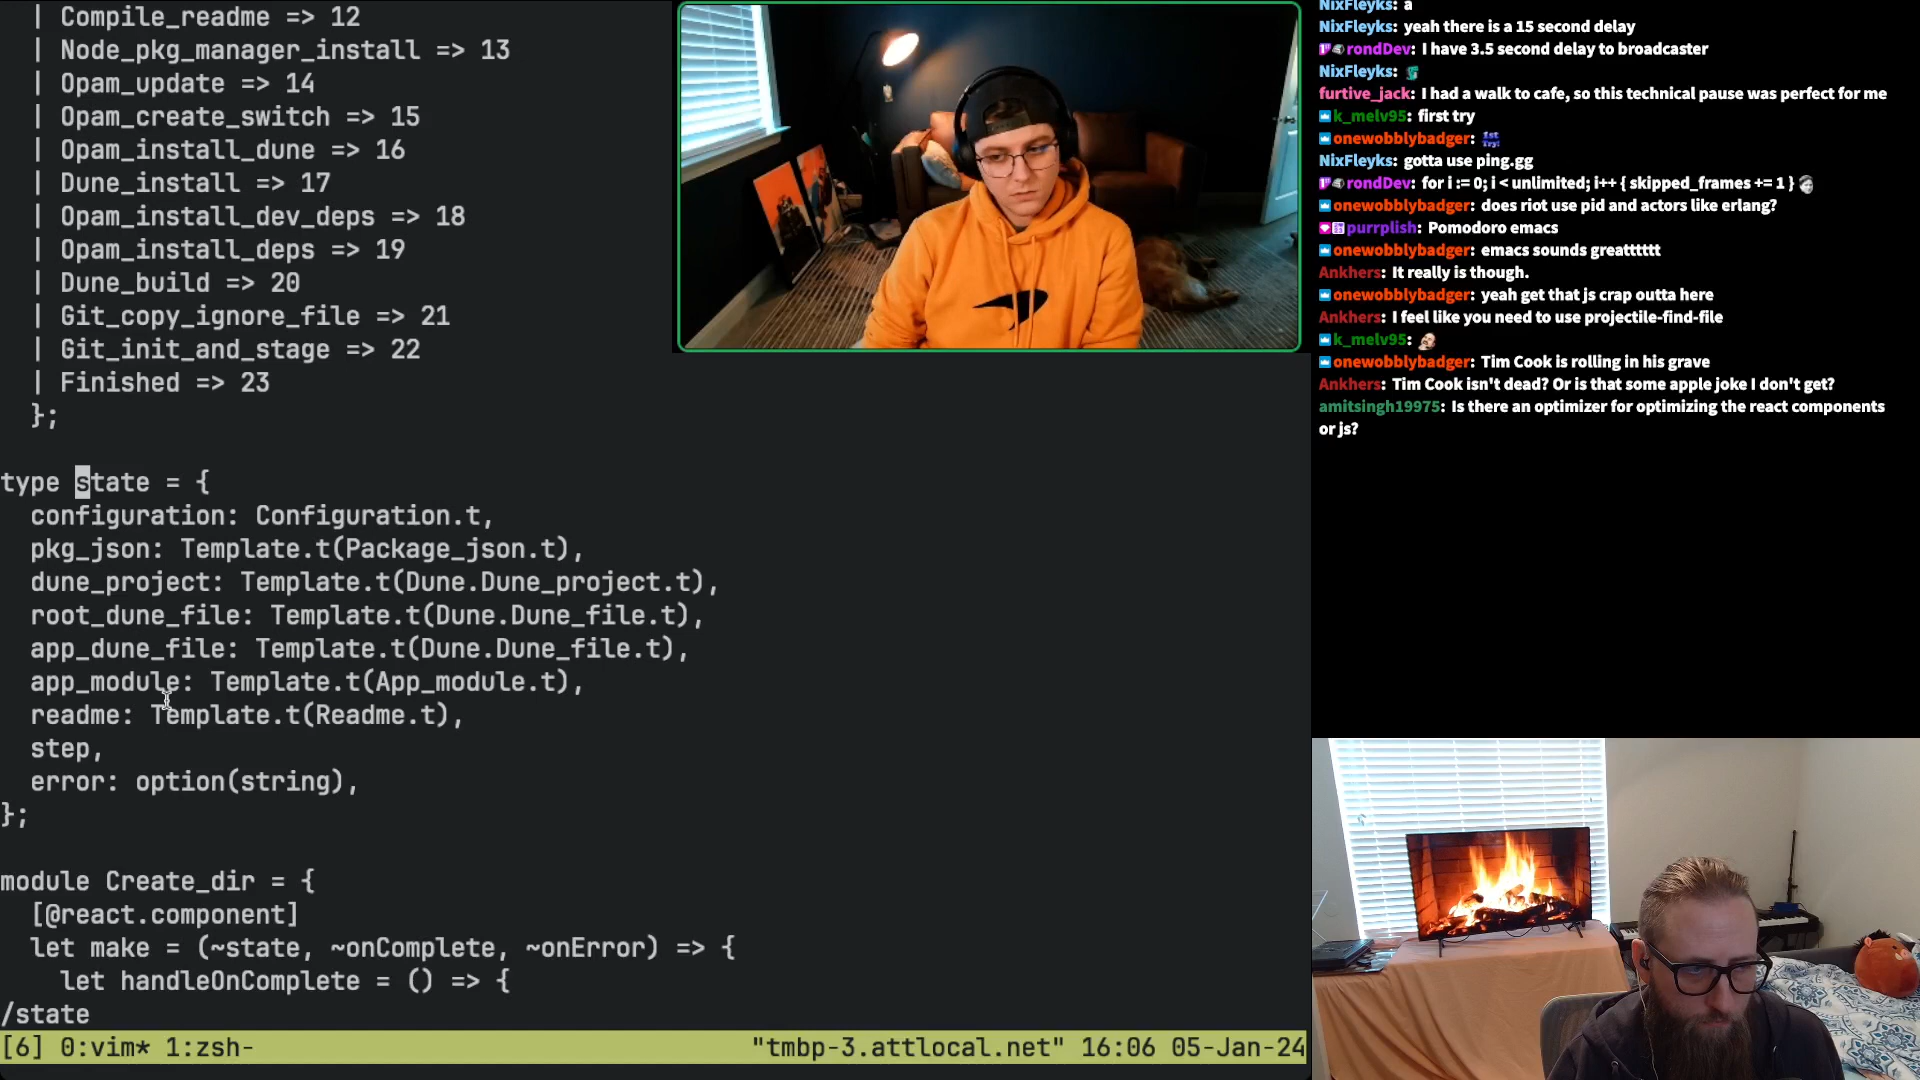 | Compile_readme => 12
| Node_pkg_manager_install => 13
| Opam_update => 14
| Opam_create_switch => 15
| Opam_install_dune => 16
| Dune_install => 17
| Opam_install_dev_deps => 18
| Opam_install_deps => 19
| Dune_build => 20
| Git_copy_ignore_file => 21
| Git_init_and_stage => 22
| Finished => 23
};
type state = {
configuration: Configuration.t,
pkg_json: Template.t(Package_json.t),
dune_project: Template.t(Dune.Dune_project.t),
root_dune_file: Template.t(Dune.Dune_file.t),
app_dune_file: Template.t(Dune.Dune_file.t),
app_module: Template.t(App_module.t),
readme: Template.t(Readme.t),
step,
error: option(string),
};
module Create_dir = {
[@react.component]
let make = (~state, ~onComplete, ~onError) => {
let handleOnComplete = () => {
/state
[6] 0:vim* 1:zsh- "tmbp-3.attlocal.net" 16:06 05-Jan-24
NixFleyks: a
NixFleyks: yeah there is a 15 second delay
rondDev: I have 3.5 second delay to broadcaster
NixFleyks:
furtive_jack: I had a walk to cafe, so this technical pause was perfect for me
k_melv95: first try
onewobblybadger: 1st Try!
NixFleyks: gotta use ping.gg
rondDev: for i := 0; i < unlimited; i++ { skipped_frames += 1 }
onewobblybadger: does riot use pid and actors like erlang?
purrplish: Pomodoro emacs
onewobblybadger: emacs sounds greatttttt
Ankhers: It really is though.
onewobblybadger: yeah get that js crap outta here
Ankhers: I feel like you need to use projectile-find-file
k_melv95:
onewobblybadger: Tim Cook is rolling in his grave
Ankhers: Tim Cook isn't dead? Or is that some apple joke I don't get?
amitsingh19975: Is there an optimizer for optimizing the react components
or js?